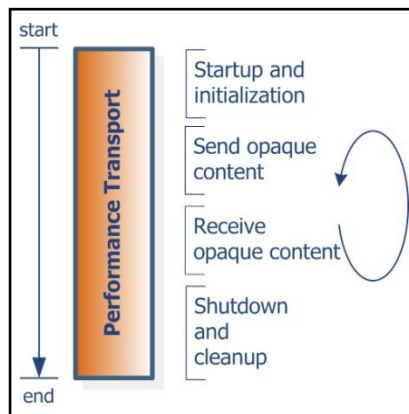 start
Performance Transport
Startup and
initialization
Send opaque
content
Receive
opaque content
Shutdown
and
cleanup
end